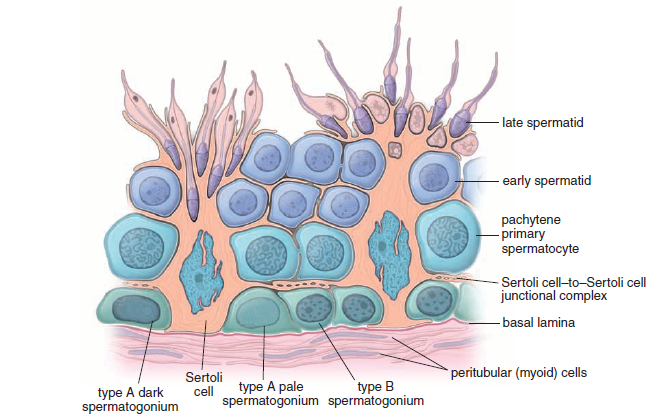 late spermatid
early spermatid
pachytene
primary
spermatocyte
Sertoli cell–to–Sertoli cell
junctional complex
basal lamina
peritubular (myoid) cells
type A dark
spermatogonium
Sertoli
cell
type A pale
spermatogonium
type B
spermatogonium